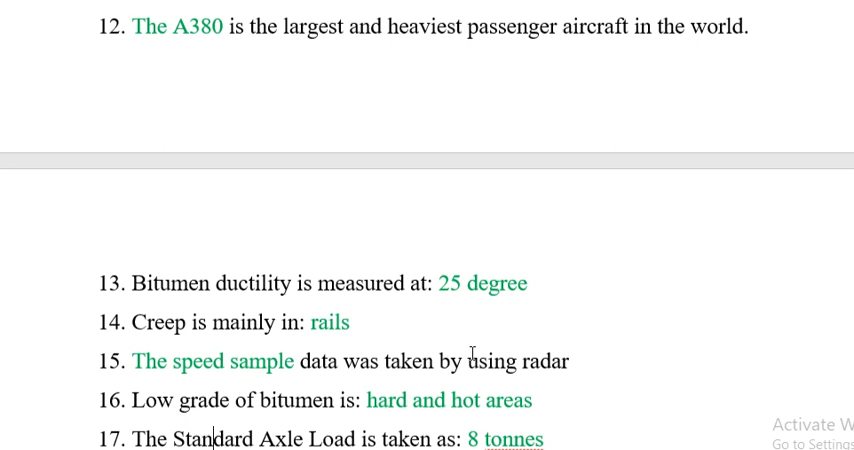 12. The A380 is the largest and heaviest passenger aircraft in the world.
13. Bitumen ductility is measured at: 25 degree
14. Creep is mainly in: rails
15. The speed sample data was taken by using radar
16. Low grade of bitumen is: hard and hot areas
Activate W
17. The Standard Axle Load is taken as: 8 tonnes
Go to Settings